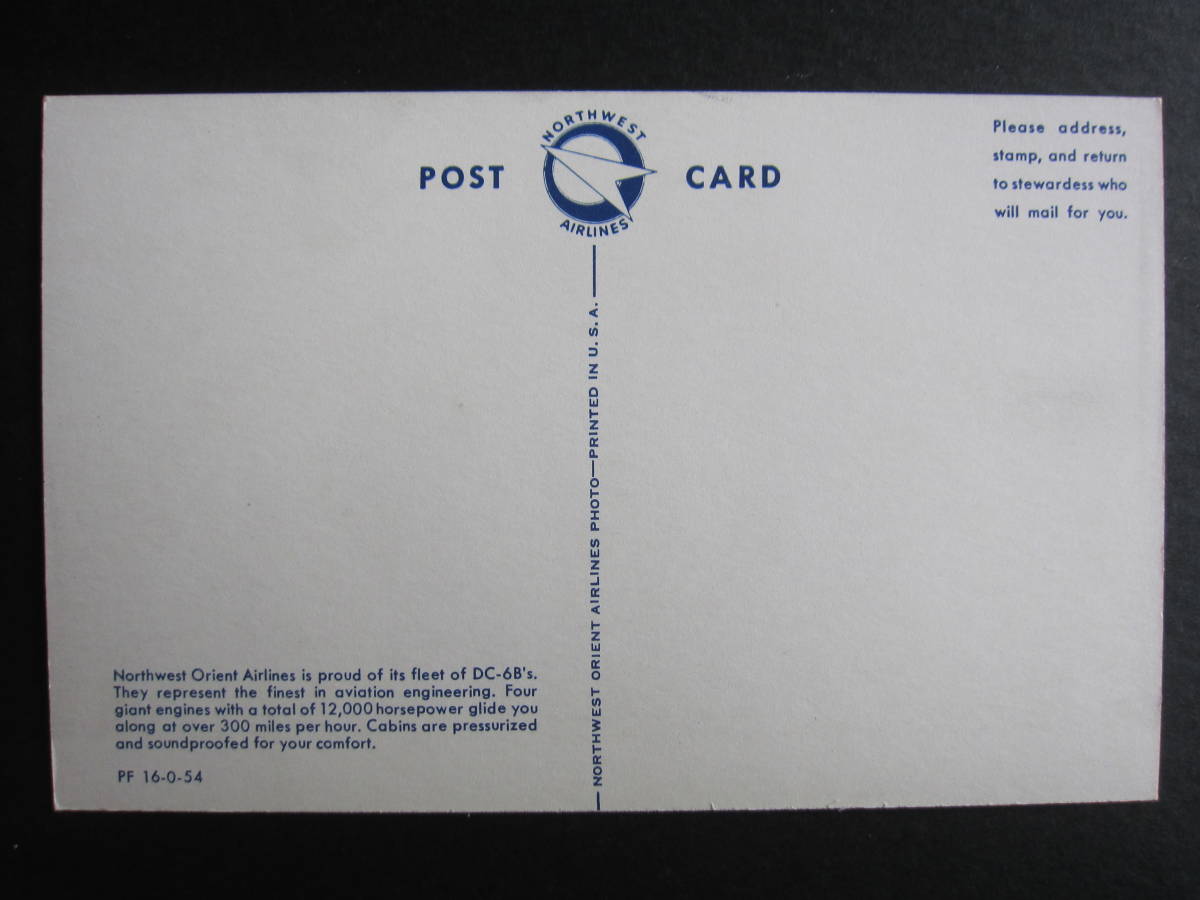 POST CARD
NORTHWEST
AIRLINES
Please address,
stamp, and return
to stewardess who
will mail for you.
NORTHWEST ORIENT AIRLINES PHOTO—PRINTED IN U. S. A.
Northwest Orient Airlines is proud of its fleet of DC-6B's.
They represent the finest in aviation engineering. Four
giant engines with a total of 12,000 horsepower glide you
along at over 300 miles per hour. Cabins are pressurized
and soundproofed for your comfort.
PF 16-0-54